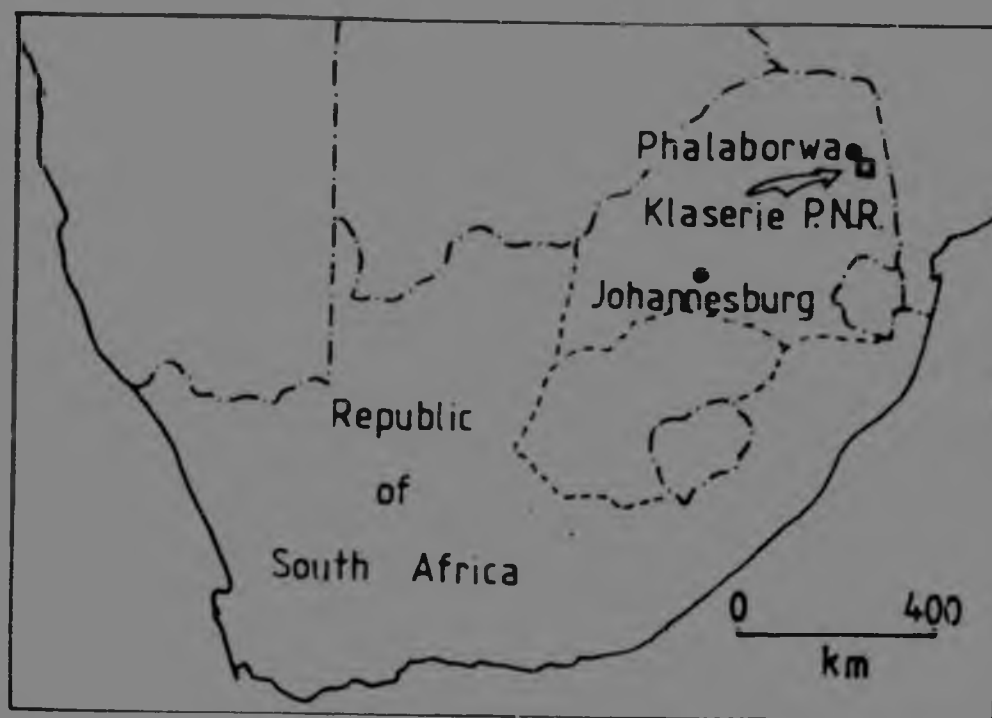 Phalaborwa
Klaserie P.N.R.
Johannesburg
Republic
of
South Africa
0 400
km